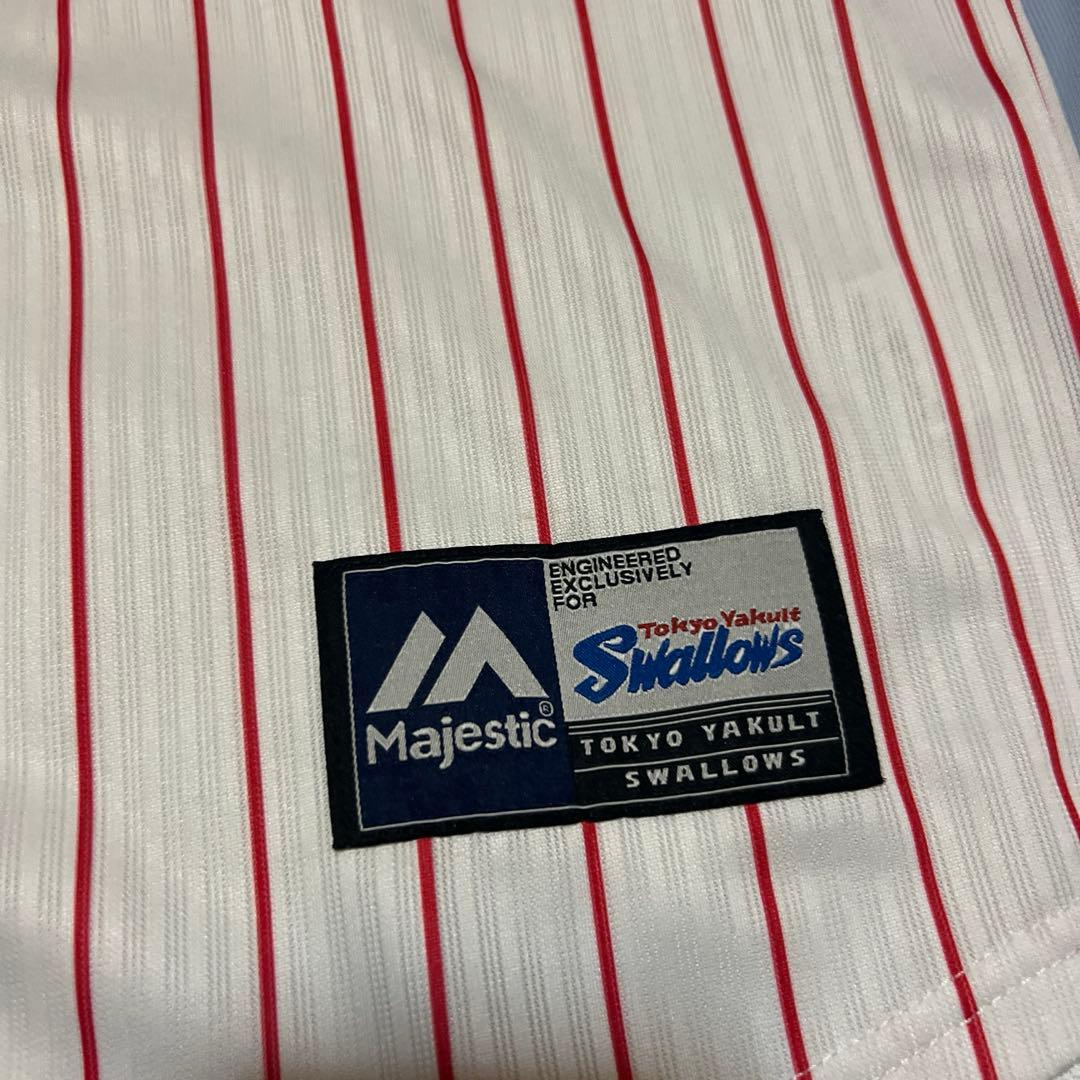 Majestic®
ENGINEERED
EXCLUSIVELY
FOR
Tokyo Yakult
Swallows
TOKYO YAKULT
SWALLOWS